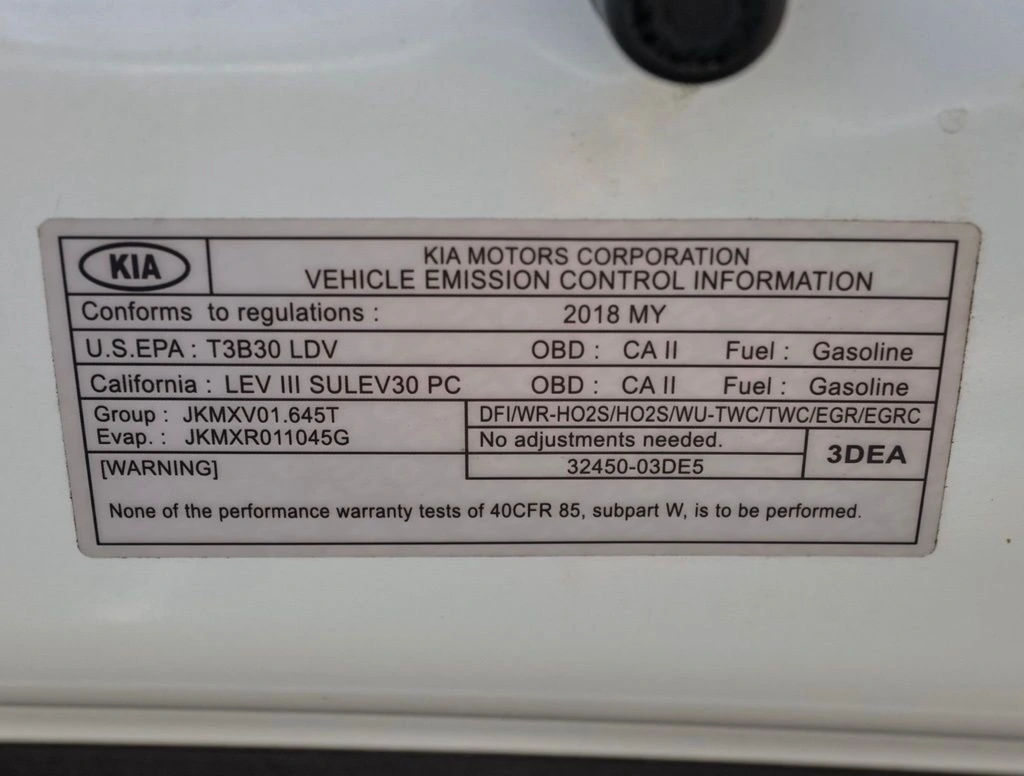 KIA
KIA MOTORS CORPORATION
VEHICLE EMISSION CONTROL INFORMATION
Conforms to regulations : 2018 MY
U.S.EPA : T3B30 LDV OBD : CA II Fuel : Gasoline
California : LEV III SULEV30 PC OBD : CA II Fuel : Gasoline
Group : JKMXV01.645T DFI/WR-HO2S/HO2S/WU-TWC/TWC/EGR/EGRC
Evap. : JKMXR011045G No adjustments needed. 3DEA
[WARNING] 32450-03DE5
None of the performance warranty tests of 40CFR 85, subpart W, is to be performed.